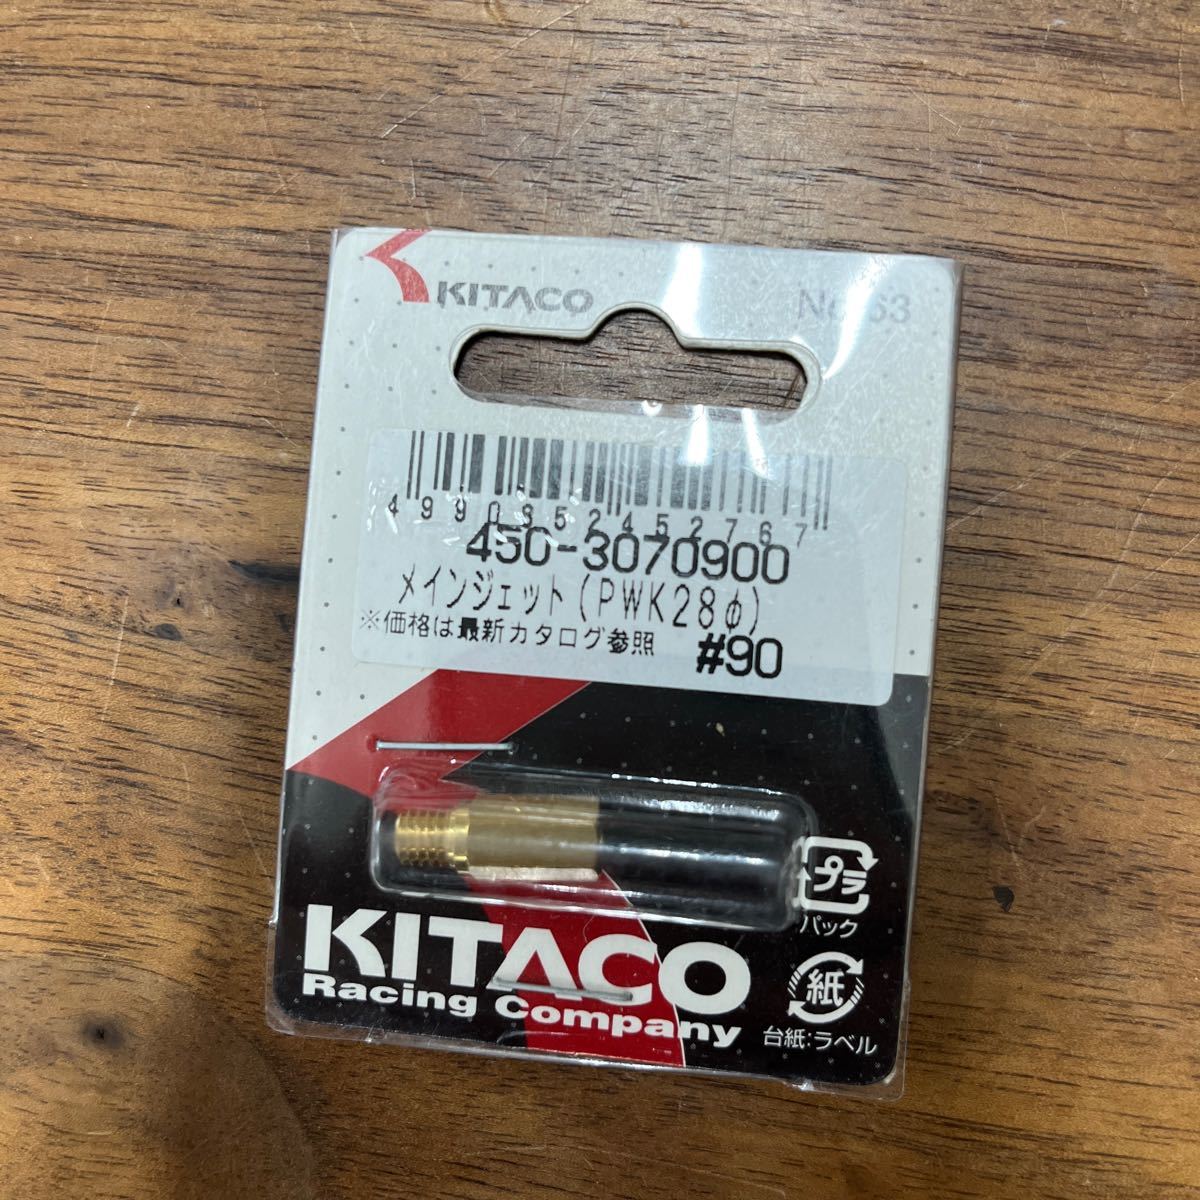 KITACO
4990852452767
450-3070900
メインジェット(PWK28φ)
※価格は最新カタログ参照
#90
プラ
パック
KITACO
Racing Company
紙
台紙:ラベル